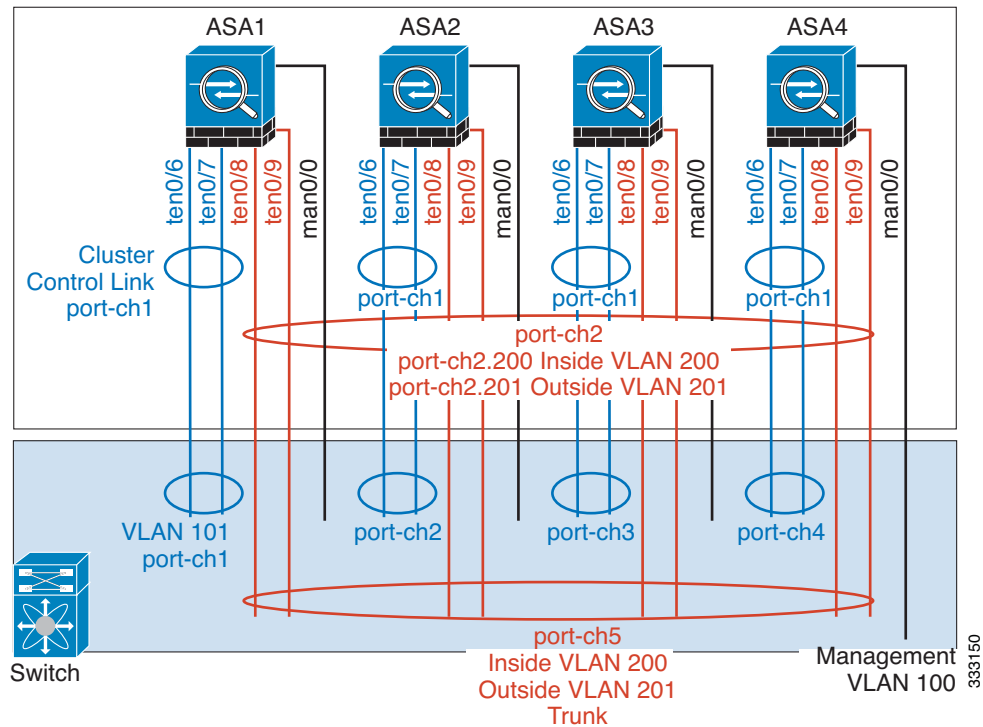 ASA1
ASA2
ASA3
ASA4
ten0/6
ten0/7
ten0/8
ten0/9
man0/0
ten0/6
ten0/7
ten0/8
ten0/9
man0/0
ten0/6
ten0/7
ten0/8
ten0/9
man0/0
ten0/6
ten0/7
ten0/8
ten0/9
man0/0
Cluster
Control Link
port-ch1
port-ch1
port-ch1
port-ch1
port-ch2
port-ch2.200 Inside VLAN 200
port-ch2.201 Outside VLAN 201
VLAN 101
port-ch1
port-ch2
port-ch3
port-ch4
Switch
port-ch5
Inside VLAN 200
Outside VLAN 201
Trunk
Management
VLAN 100
333150